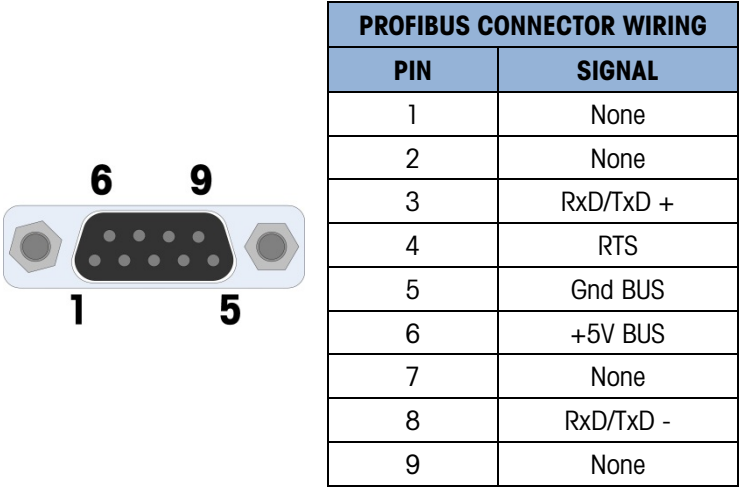 6 9
1 5
PROFIBUS CONNECTOR WIRING
PIN SIGNAL
1 None
2 None
3 RxD/TxD +
4 RTS
5 Gnd BUS
6 +5V BUS
7 None
8 RxD/TxD -
9 None